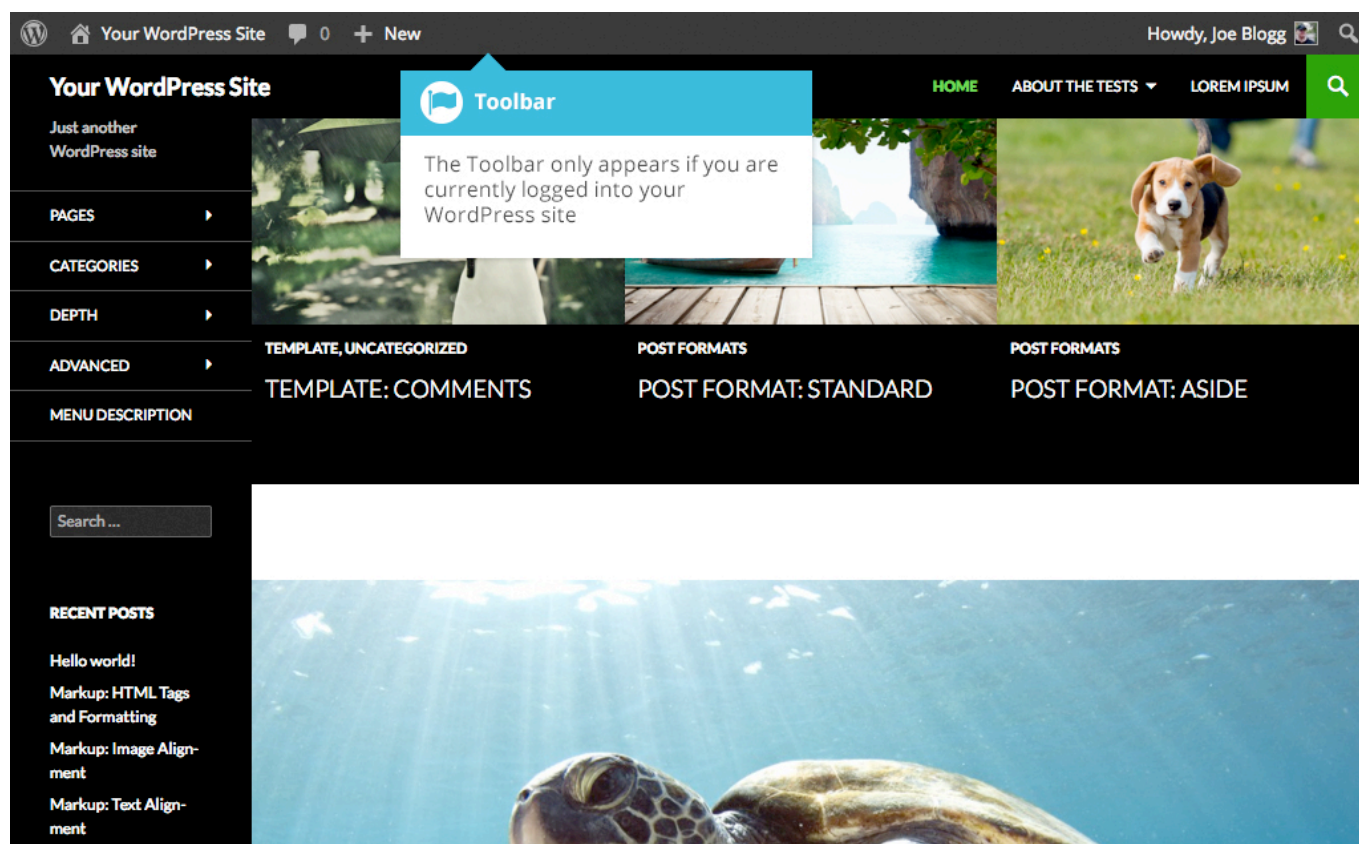 Your WordPress Site 0 + New Howdy, Joe Blogg
Your WordPress Site
HOME ABOUT THE TESTS LOREM IPSUM
Just another
WordPress site
Toolbar
The Toolbar only appears if you are
currently logged into your
WordPress site
PAGES
CATEGORIES
DEPTH
ADVANCED
MENU DESCRIPTION
TEMPLATE, UNCATEGORIZED
TEMPLATE: COMMENTS
POST FORMATS
POST FORMAT: STANDARD
POST FORMATS
POST FORMAT: ASIDE
Search ...
RECENT POSTS
Hello world!
Markup: HTML Tags
and Formatting
Markup: Image Align-
ment
Markup: Text Align-
ment